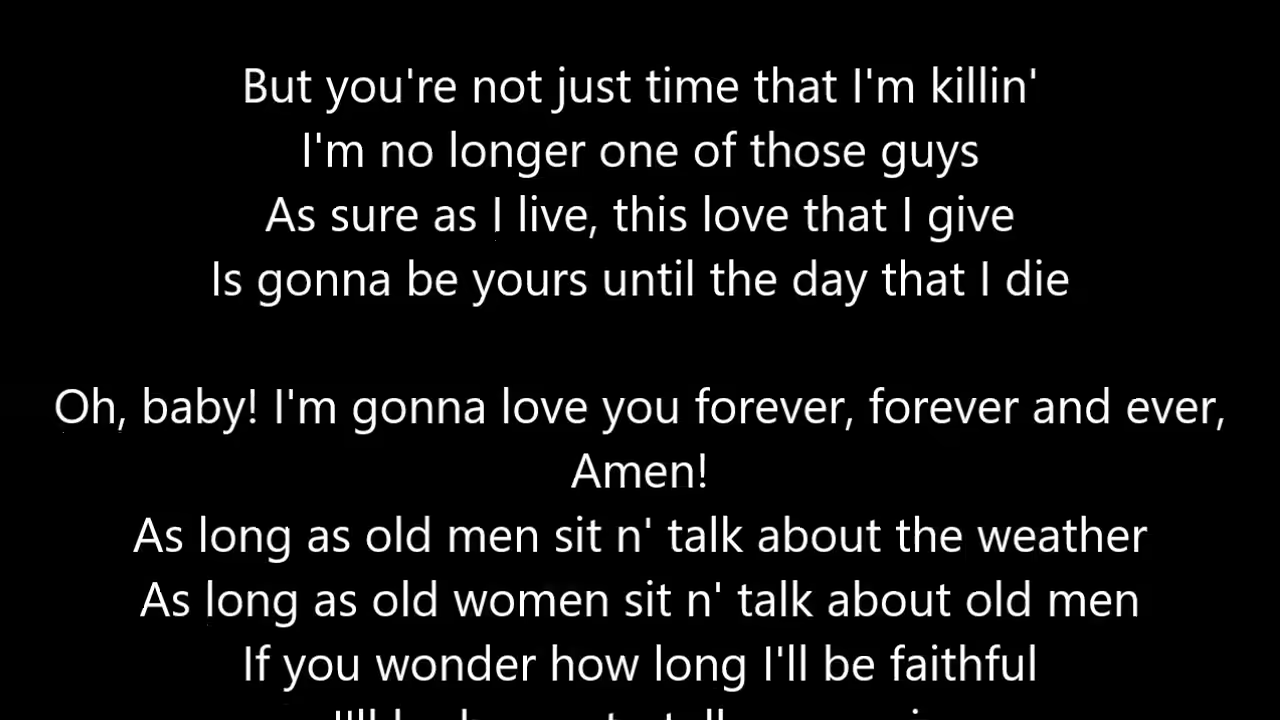 But you're not just time that I'm killin'
I'm no longer one of those guys
As sure as I live, this love that I give
Is gonna be yours until the day that I die
Oh, baby! I'm gonna love you forever, forever and ever,
Amen!
As long as old men sit n' talk about the weather
As long as old women sit n' talk about old men
If you wonder how long I'll be faithful